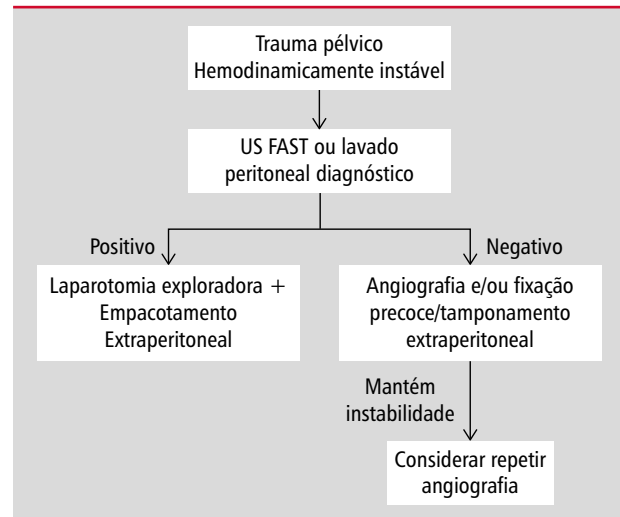 Trauma pélvico
Hemodinamicamente instável
US FAST ou lavado
peritoneal diagnóstico
Positivo
Negativo
Laparotomia exploradora +
Empacotamento
Extraperitoneal
Angiografia e/ou fixação
precoce/tamponamento
extraperitoneal
Mantém
instabilidade
Considerar repetir
angiografia